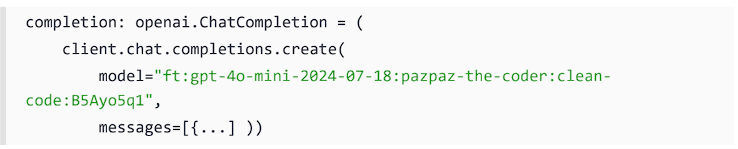 completion: openai.ChatCompletion = (
    client.chat.completions.create(
        model="ft:gpt-4o-mini-2024-07-18:pazpaz-the-coder:clean-
code:B5Ayo5q1",
        messages=[{...] ))